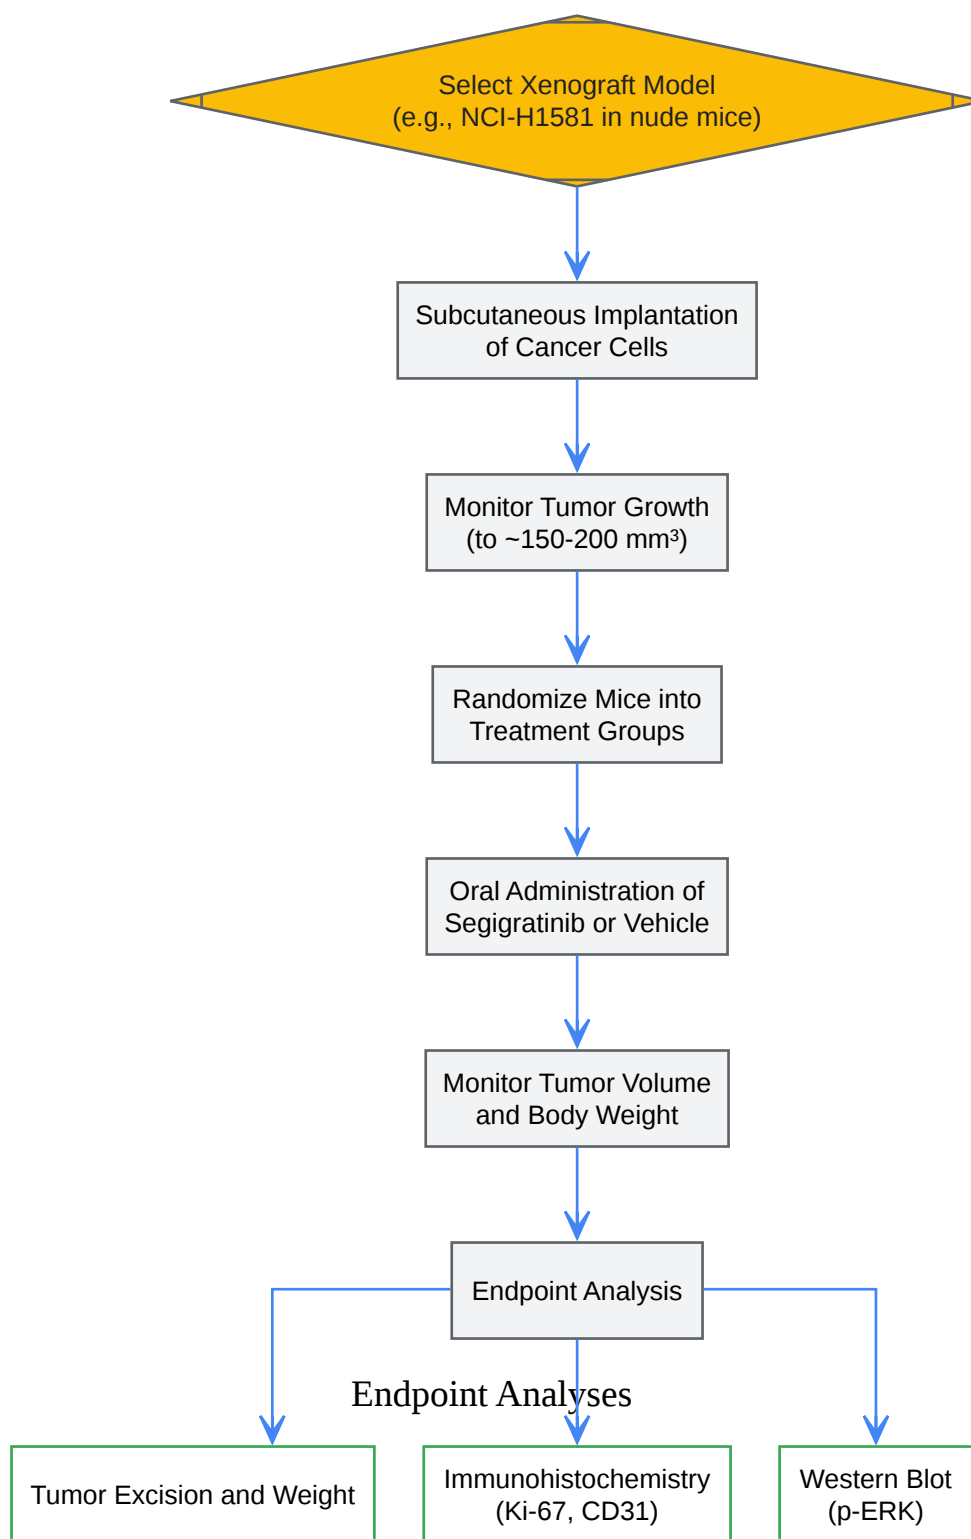 Select Xenograft Model
(e.g., NCI-H1581 in nude mice)
Subcutaneous Implantation
of Cancer Cells
Monitor Tumor Growth
(to ~150-200 mm³)
Randomize Mice into
Treatment Groups
Oral Administration of
Segigratinib or Vehicle
Monitor Tumor Volume
and Body Weight
Endpoint Analysis
Endpoint Analyses
Tumor Excision and Weight
Immunohistochemistry
(Ki-67, CD31)
Western Blot
(p-ERK)